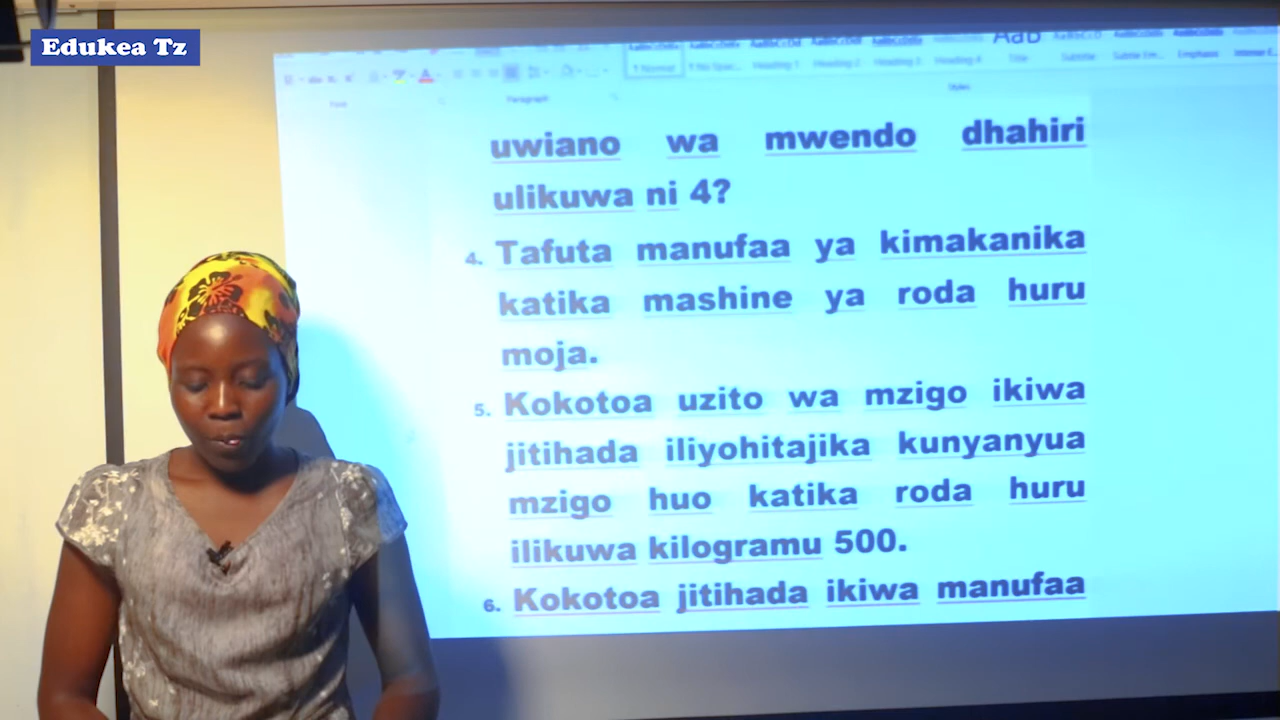 Edukea Tz
Paragraph
Styles
uwiano wa mwendo dhahiri
ulikuwa ni 4?
4. Tafuta manufaa ya kimakanika
katika mashine ya roda huru
moja.
5. Kokotoa uzito wa mzigo ikiwa
jitihada iliyohitajika kunyanyua
mzigo huo katika roda huru
ilikuwa kilogramu 500.
6. Kokotoa jitihada ikiwa manufaa